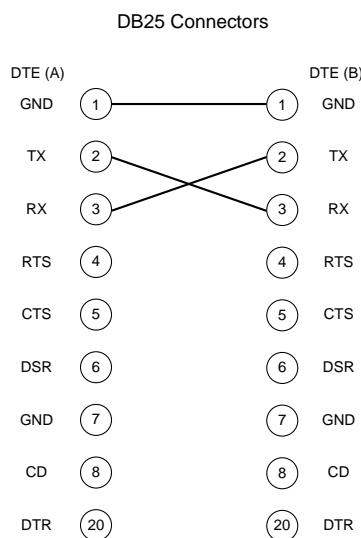 DB25 Connectors
DTE (A) DTE (B)
GND 1 1 GND
TX 2 2 TX
RX 3 3 RX
RTS 4 4 RTS
CTS 5 5 CTS
DSR 6 6 DSR
GND 7 7 GND
CD 8 8 CD
DTR 20 20 DTR